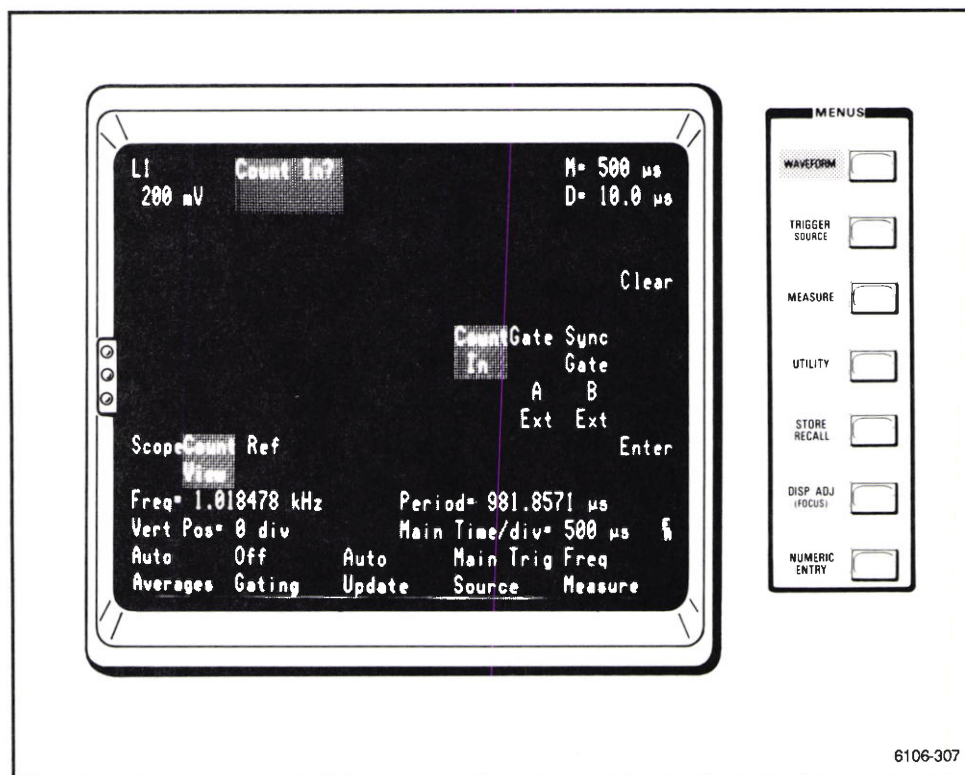 L1 Count In? M= 500 µs
200 mV D= 10.0 µs
Clear
Count Gate Sync
In Gate
A B
Ext Ext
Scope Count Ref Enter
View
Freq= 1.018478 kHz Period= 981.8571 µs
Vert Pos= 0 div Main Time/div= 500 µs
Auto Off Auto Main Trig Freq
Averages Gating Update Source Measure
MENUS
WAVEFORM
TRIGGER
SOURCE
MEASURE
UTILITY
STORE
RECALL
DISP ADJ
(FOCUS)
NUMERIC
ENTRY
6106-307